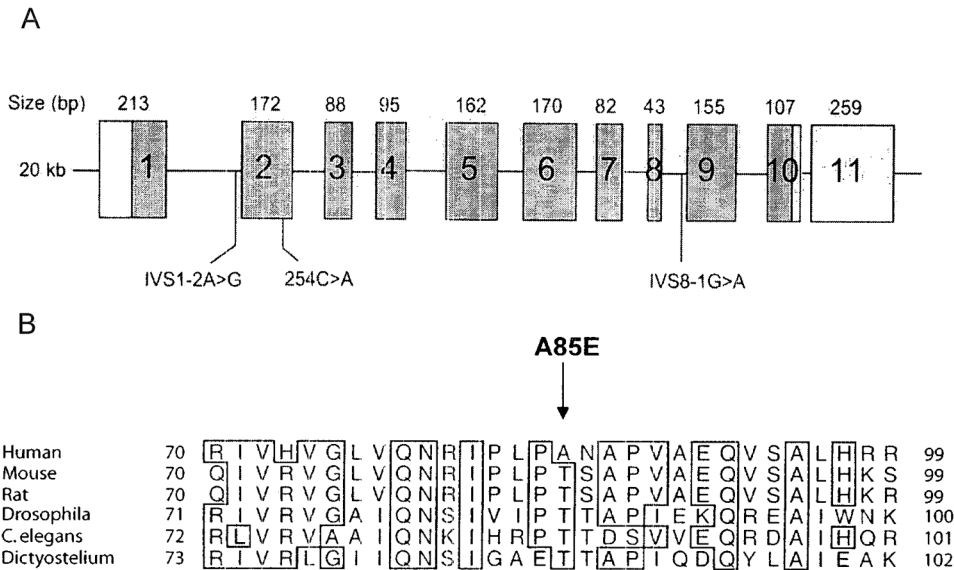 A
Size (bp) 213 172 88 95 162 170 82 43 155 107 259
20 kb 1 2 3 4 5 6 7 8 9 10 11
IVS1-2A>G 254C>A IVS8-1G>A
B
A85E
Human 70 R I V H V G L V Q N R I P L P A N A P V A E Q V S A L H R R 99
Mouse 70 Q I V R V G L V Q N R I P L P T S A P V A E Q V S A L H K S 99
Rat 70 Q I V R V G L V Q N R I P L P T S A P V A E Q V S A L H K R 99
Drosophila 71 R I V R V G A I Q N S I V I P T T A P I E K Q R E A I W N K 100
C.elegans 72 R L V R V A A I Q N K I H R P T T D S V V E Q R D A I H Q R 101
Dictyostelium 73 R I V R L G I I Q N S I G A E T T A P I Q D Q Y L A I E A K 102